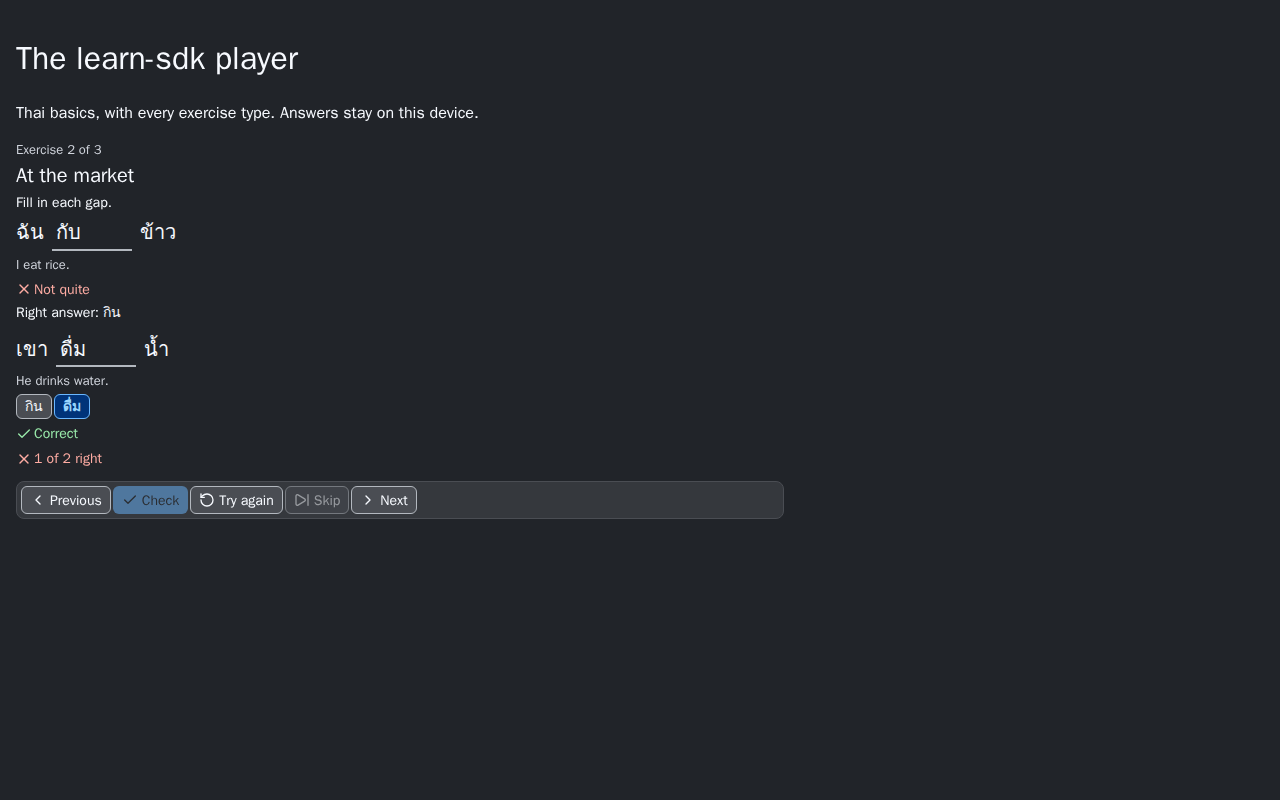 The learn-sdk player
Thai basics, with every exercise type. Answers stay on this device.
Exercise 2 of 3
At the market
Fill in each gap.
ฉัน กับ ข้าว
I eat rice.
Not quite
Right answer: กิน
เขา ดื่ม น้ำ
He drinks water.
กิน ดื่ม
Correct
1 of 2 right
Previous Check Try again Skip Next